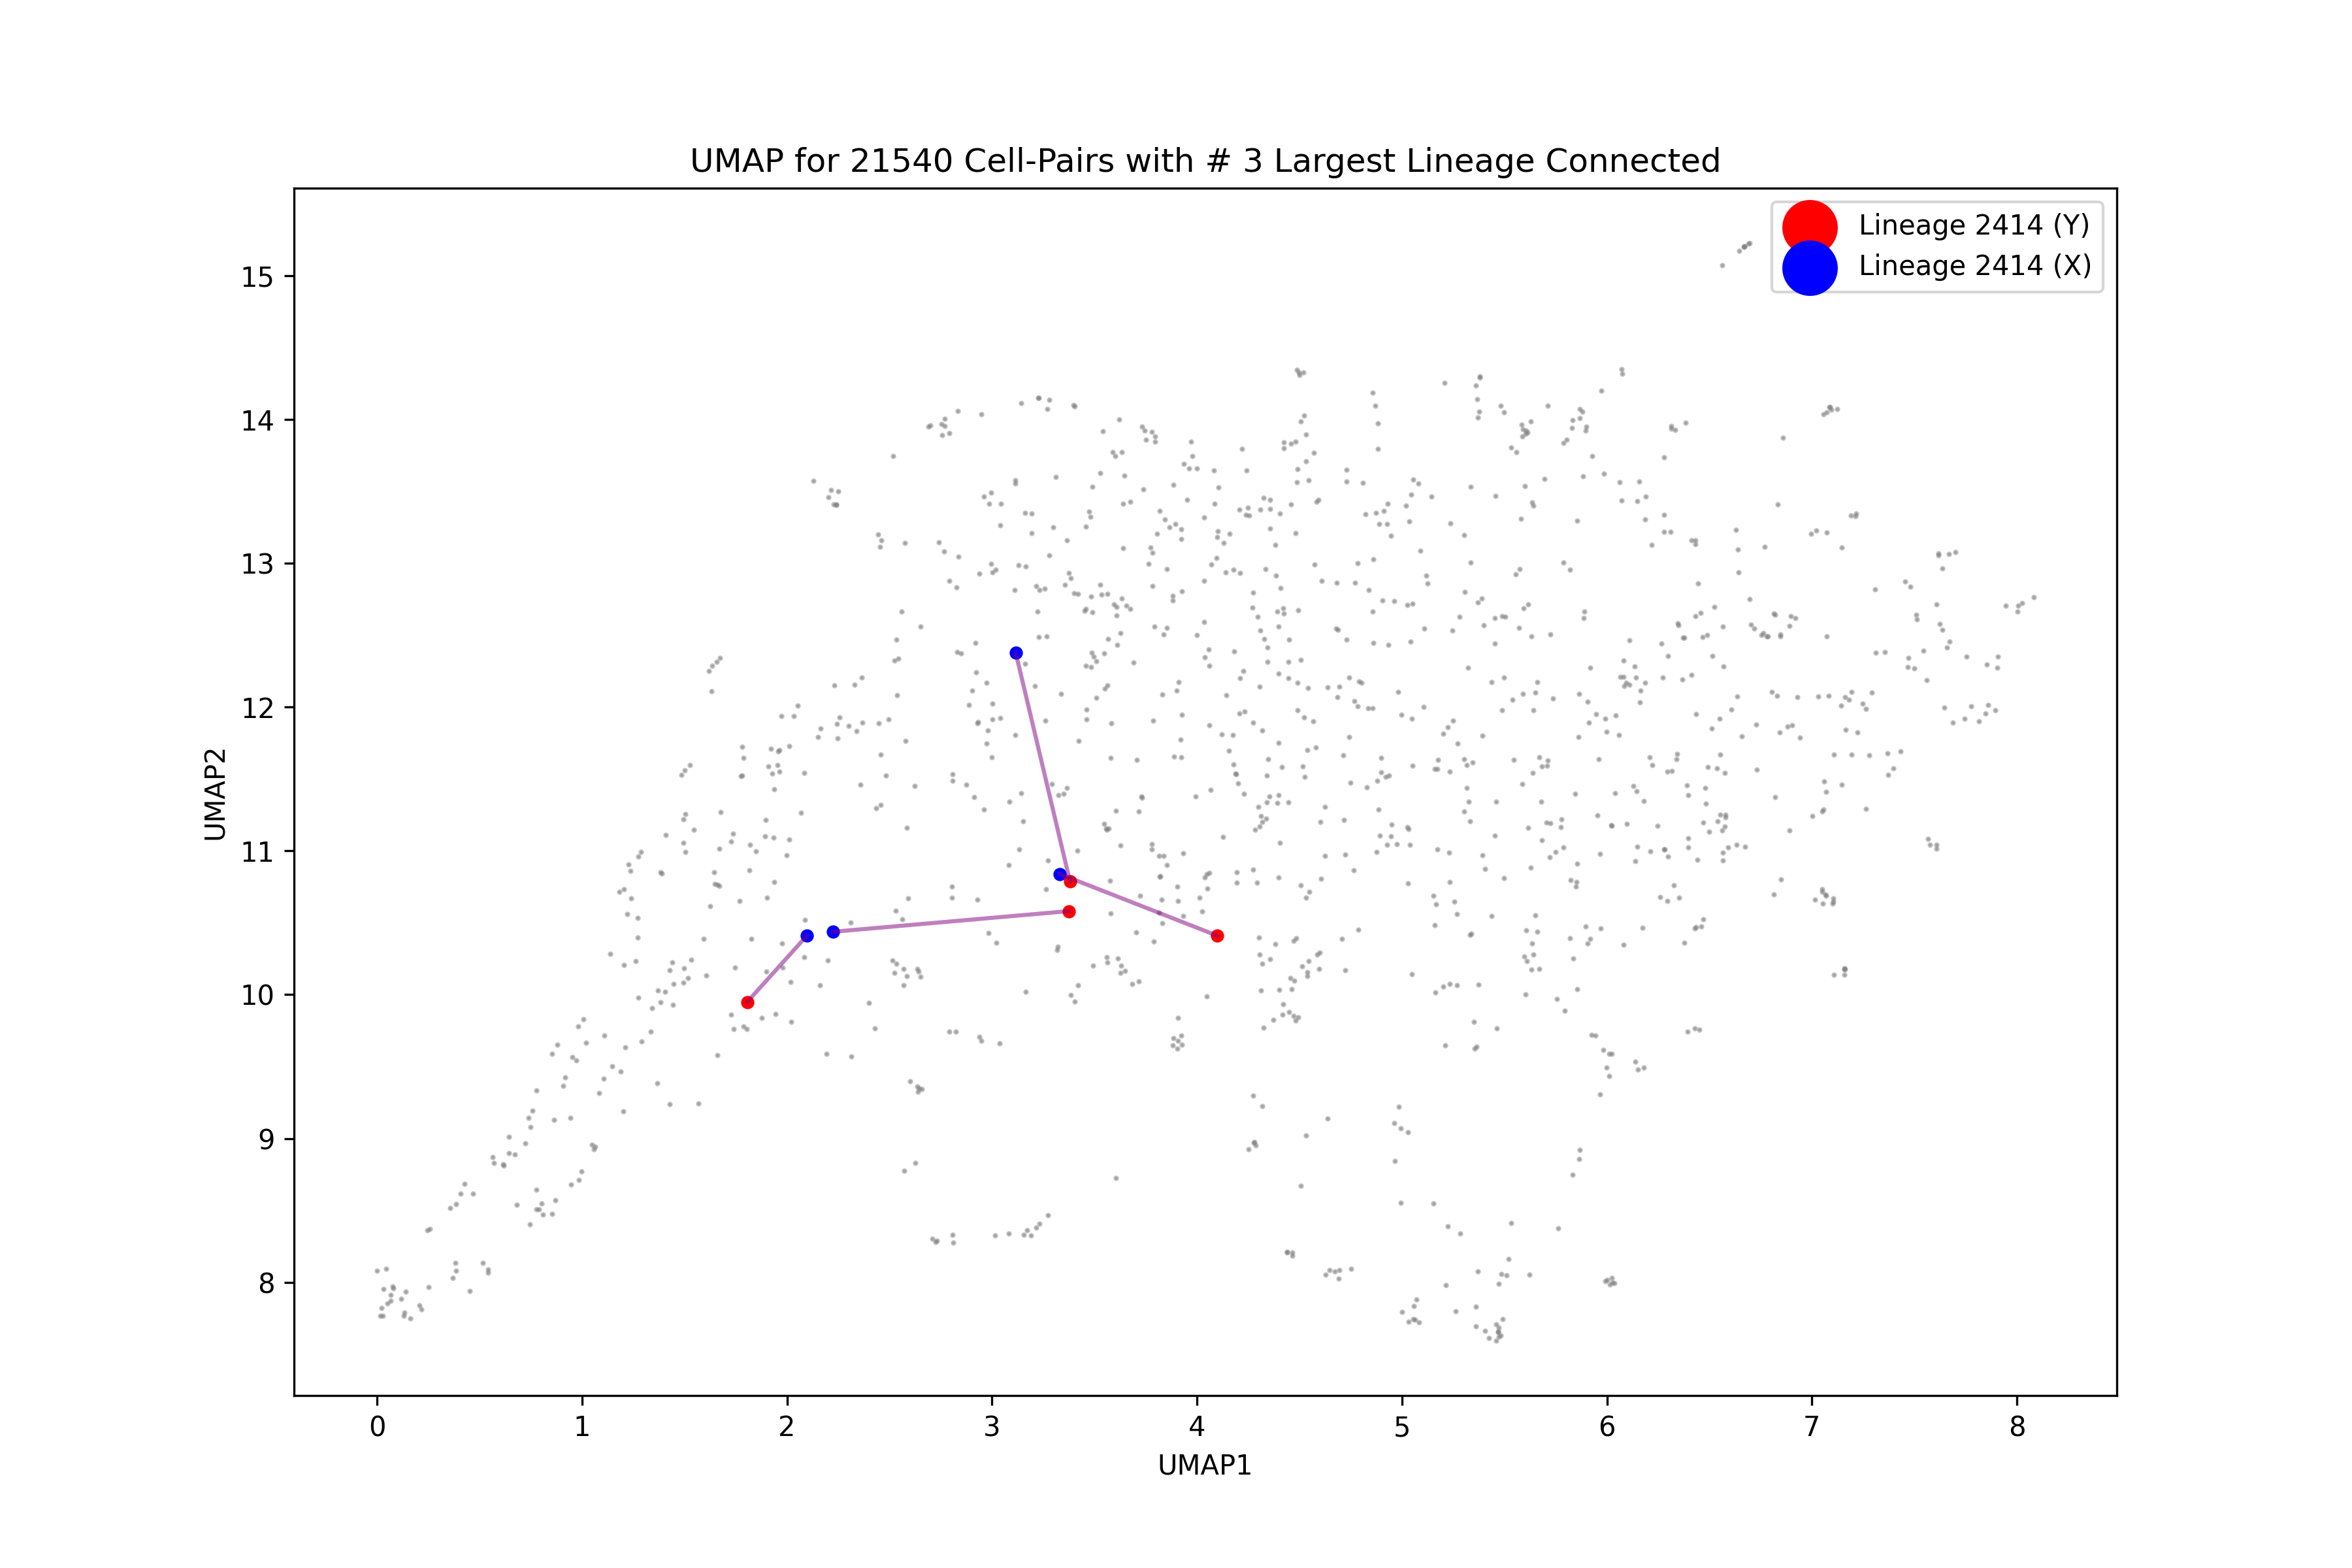 UMAP for 21540 Cell-Pairs with # 3 Largest Lineage Connected
Lineage 2414 (Y)
Lineage 2414 (X)
15
14
13
12
11
10
9
8
UMAP2
0 1 2 3 4 5 6 7 8
UMAP1